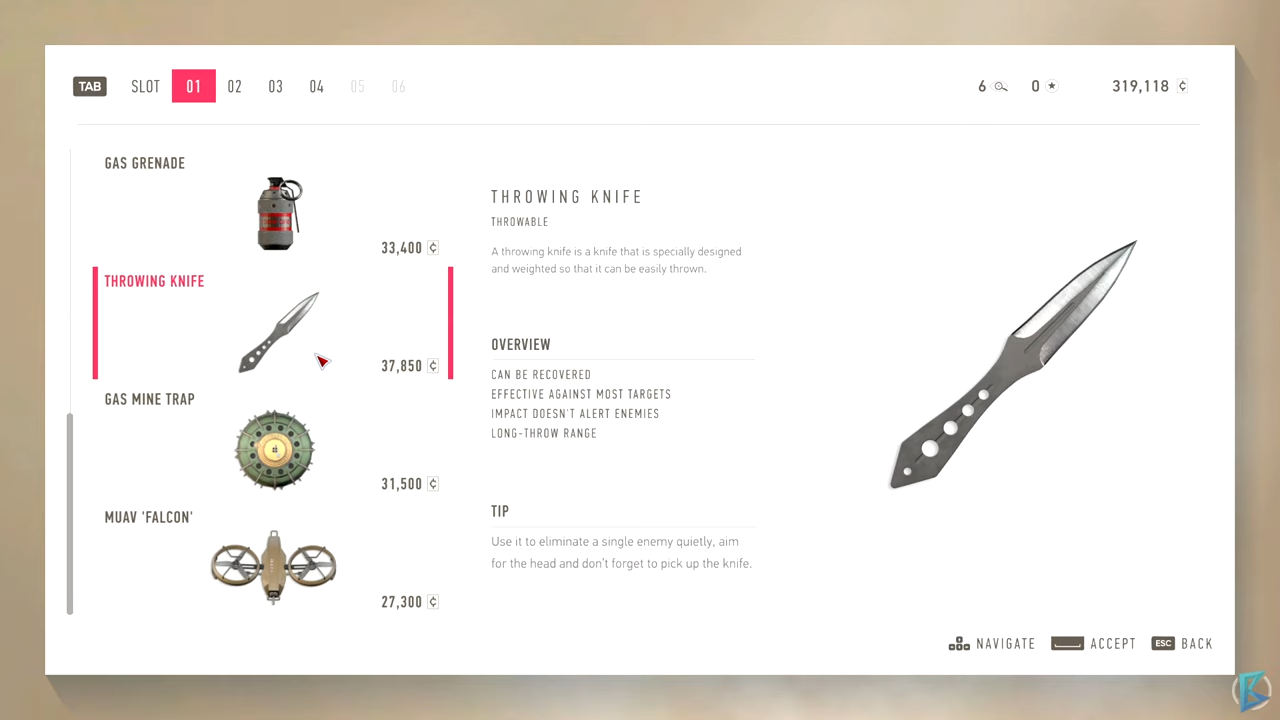 TAB SLOT 01 02 03 04 05 06 6 0 319,118
GAS GRENADE
33,400
THROWING KNIFE
37,850
GAS MINE TRAP
31,500
MUAV 'FALCON'
27,300
THROWING KNIFE
THROWABLE
A throwing knife is a knife that is specially designed
and weighted so that it can be easily thrown.
OVERVIEW
CAN BE RECOVERED
EFFECTIVE AGAINST MOST TARGETS
IMPACT DOESN'T ALERT ENEMIES
LONG-THROW RANGE
TIP
Use it to eliminate a single enemy quietly, aim
for the head and don't forget to pick up the knife.
NAVIGATE ACCEPT ESC BACK